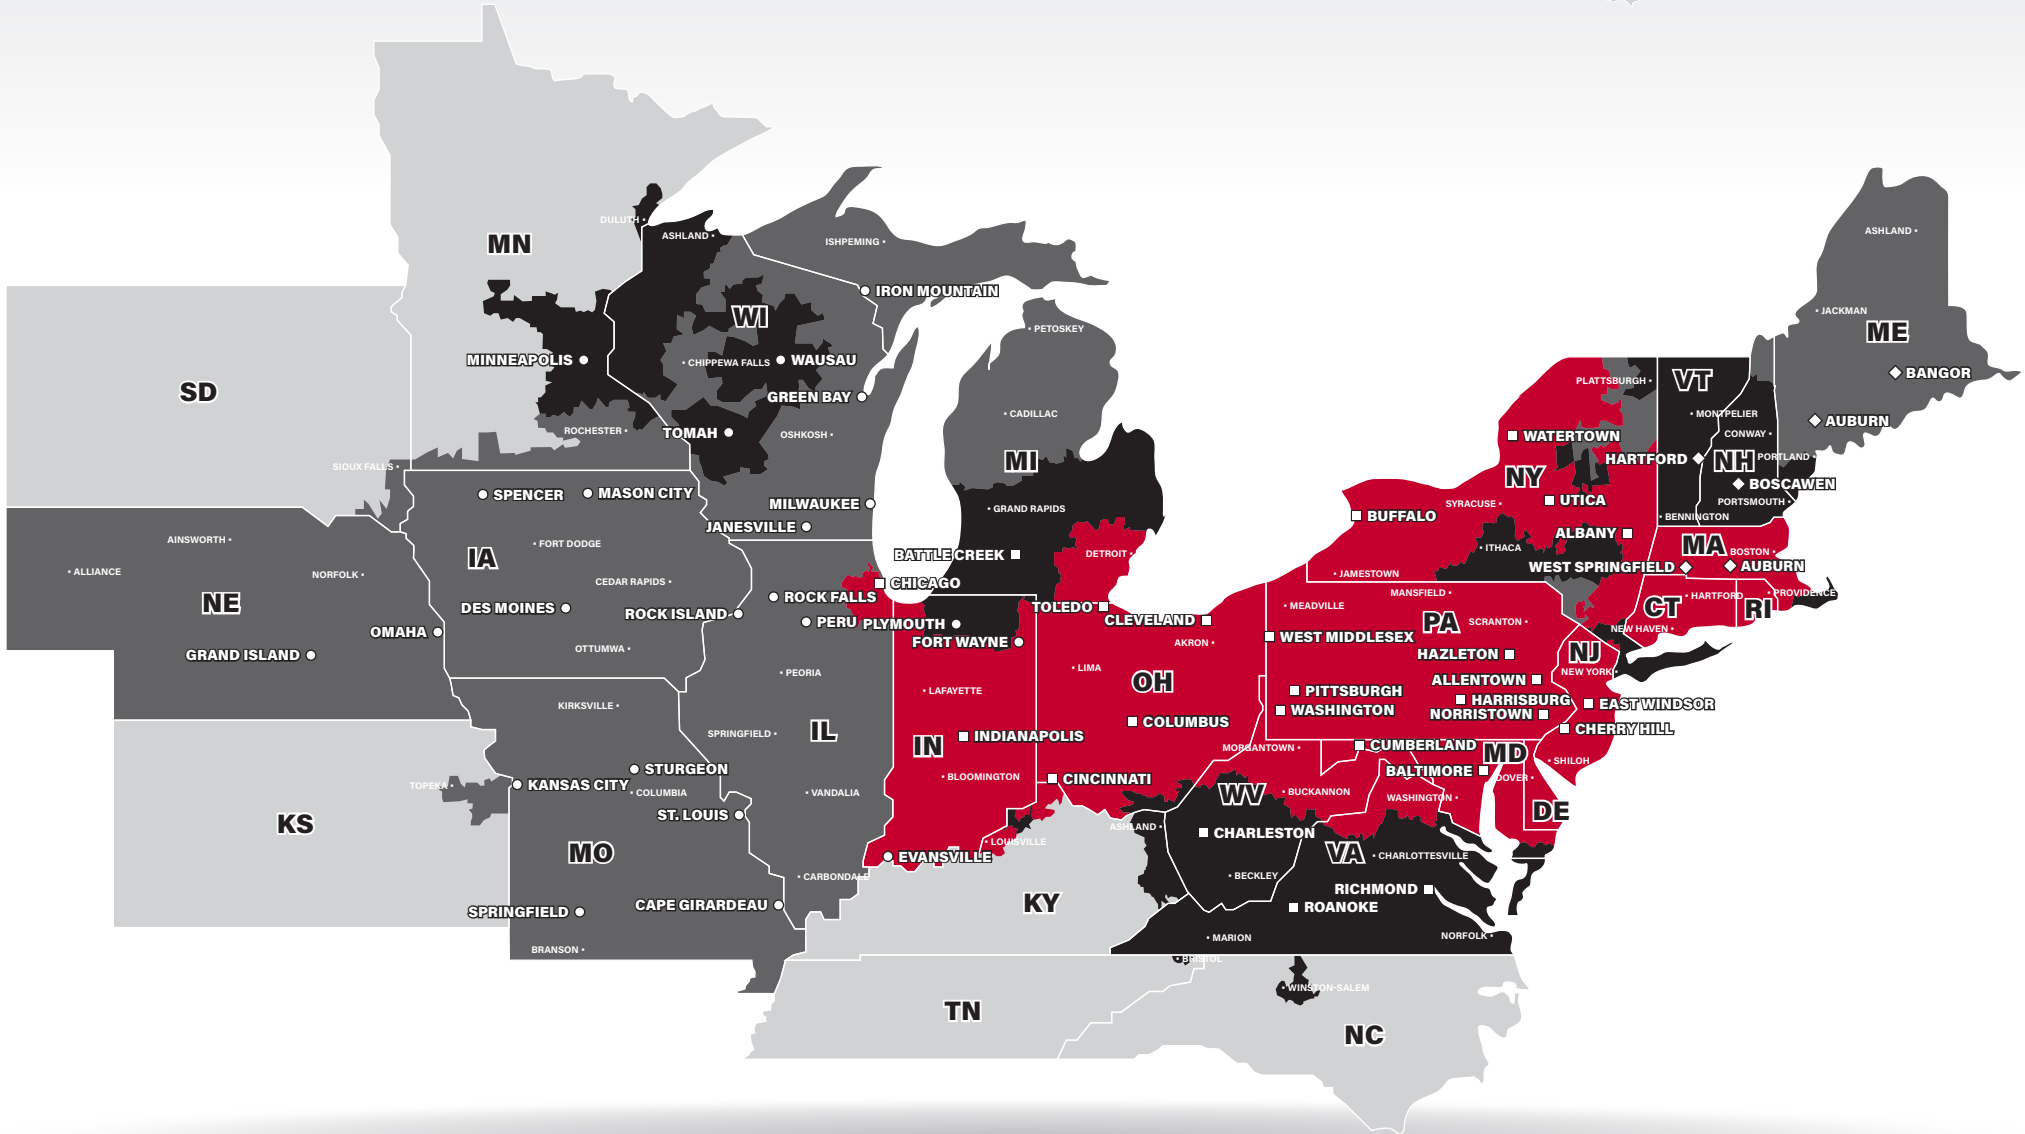 DULUTH
ASHLAND
MN
ISHPEMING
ASHLAND
IRON MOUNTAIN
JACKMAN
WI
PETOSKEY
ME
MINNEAPOLIS
CHIPPEWA FALLS
WAUSAU
BANGOR
SD
GREEN BAY
PLATTSBURGH
VT
CADILLAC
MONTPELIER
AUBURN
ROCHESTER
TOMAH
OSHKOSH
WATERTOWN
CONWAY
SIOUX FALLS
MI
HARTFORD
NH
PORTLAND
NY
BOSCAWEN
SPENCER
MASON CITY
MILWAUKEE
GRAND RAPIDS
SYRACUSE
UTICA
PORTSMOUTH
JANESVILLE
BUFFALO
BENNINGTON
AINSWORTH
FORT DODGE
BATTLE CREEK
DETROIT
ITHACA
ALBANY
MA
BOSTON
IA
ALLIANCE
NORFOLK
CEDAR RAPIDS
CHICAGO
JAMESTOWN
WEST SPRINGFIELD
AUBURN
NE
DES MOINES
ROCK ISLAND
ROCK FALLS
TOLEDO
MEADVILLE
MANSFIELD
CT
HARTFORD
RI
PROVIDENCE
OMAHA
PERU
PLYMOUTH
CLEVELAND
PA
SCRANTON
NEW HAVEN
GRAND ISLAND
OTTUMWA
FORT WAYNE
AKRON
WEST MIDDLESEX
HAZLETON
NJ
PEORIA
LIMA
OH
ALLENTOWN
NEW YORK
KIRKSVILLE
LAFAYETTE
PITTSBURGH
HARRISBURG
EAST WINDSOR
WASHINGTON
NORRISTOWN
SPRINGFIELD
IL
IN
INDIANAPOLIS
COLUMBUS
CHERRY HILL
MORGANTOWN
CUMBERLAND
MD
STURGEON
BLOOMINGTON
CINCINNATI
BALTIMORE
DOVER
SHILOH
TOPEKA
KANSAS CITY
COLUMBIA
VANDALIA
WV
BUCKANNON
WASHINGTON
DE
KS
ST. LOUIS
ASHLAND
CHARLESTON
MO
LOUISVILLE
EVANSVILLE
VA
CHARLOTTESVILLE
CARBONDALE
BECKLEY
RICHMOND
SPRINGFIELD
CAPE GIRARDEAU
KY
ROANOKE
BRANSON
MARION
NORFOLK
BRISTOL
WINSTON-SALEM
TN
NC